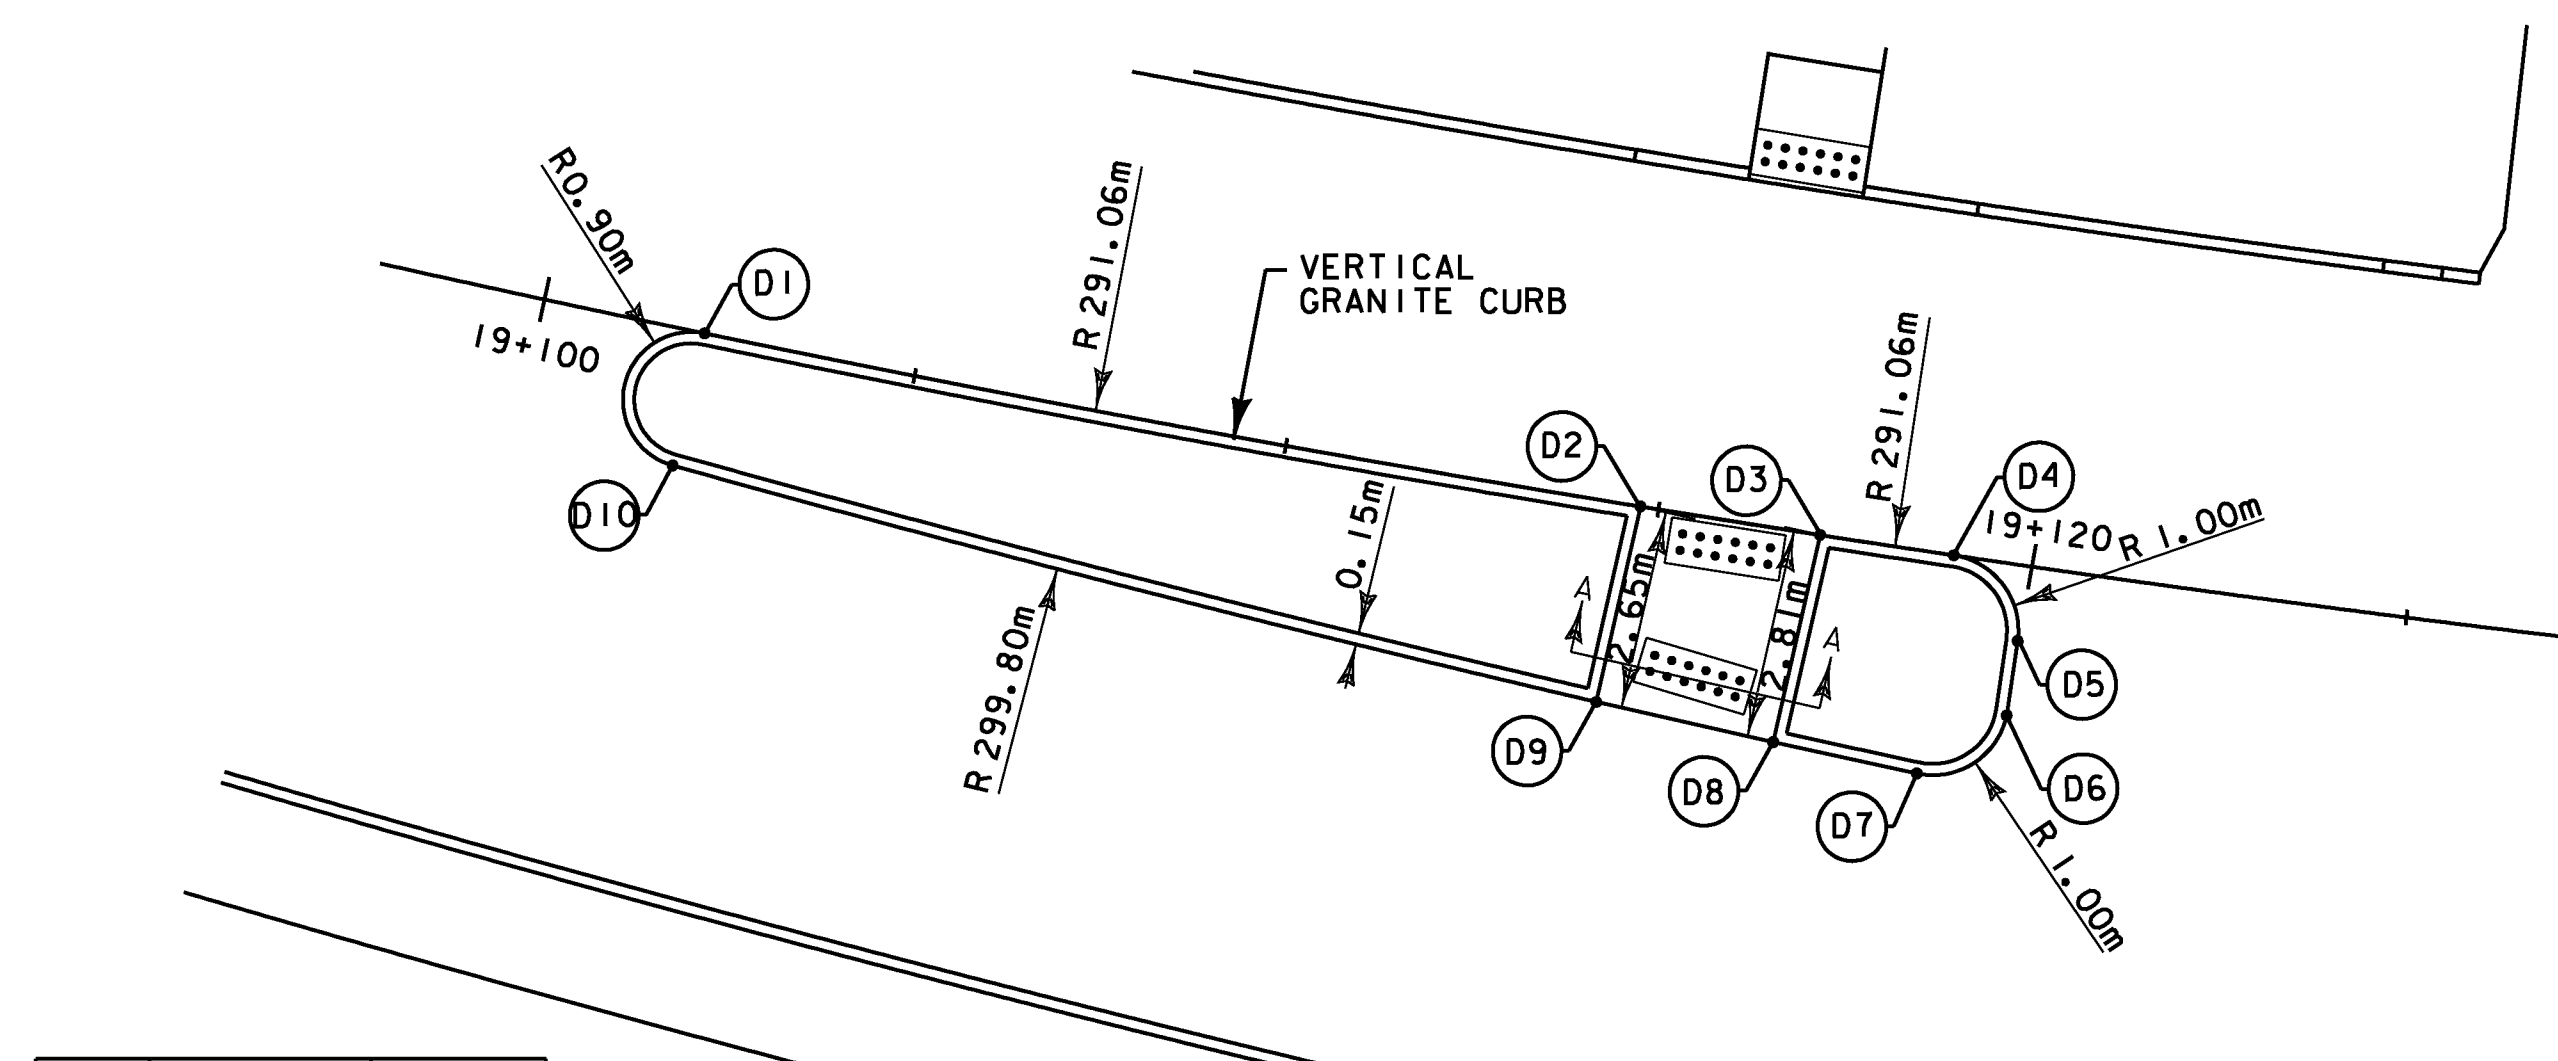 R0.90m
D1
19+100
R 291.06m
VERTICAL
GRANITE CURB
R 291.06m
D2
D3
D4
19+120
R 1.00m
0.15m
A
2.65m
2.81m
A
D10
R 299.80m
D5
D9
D8
D7
D6
R 1.00m